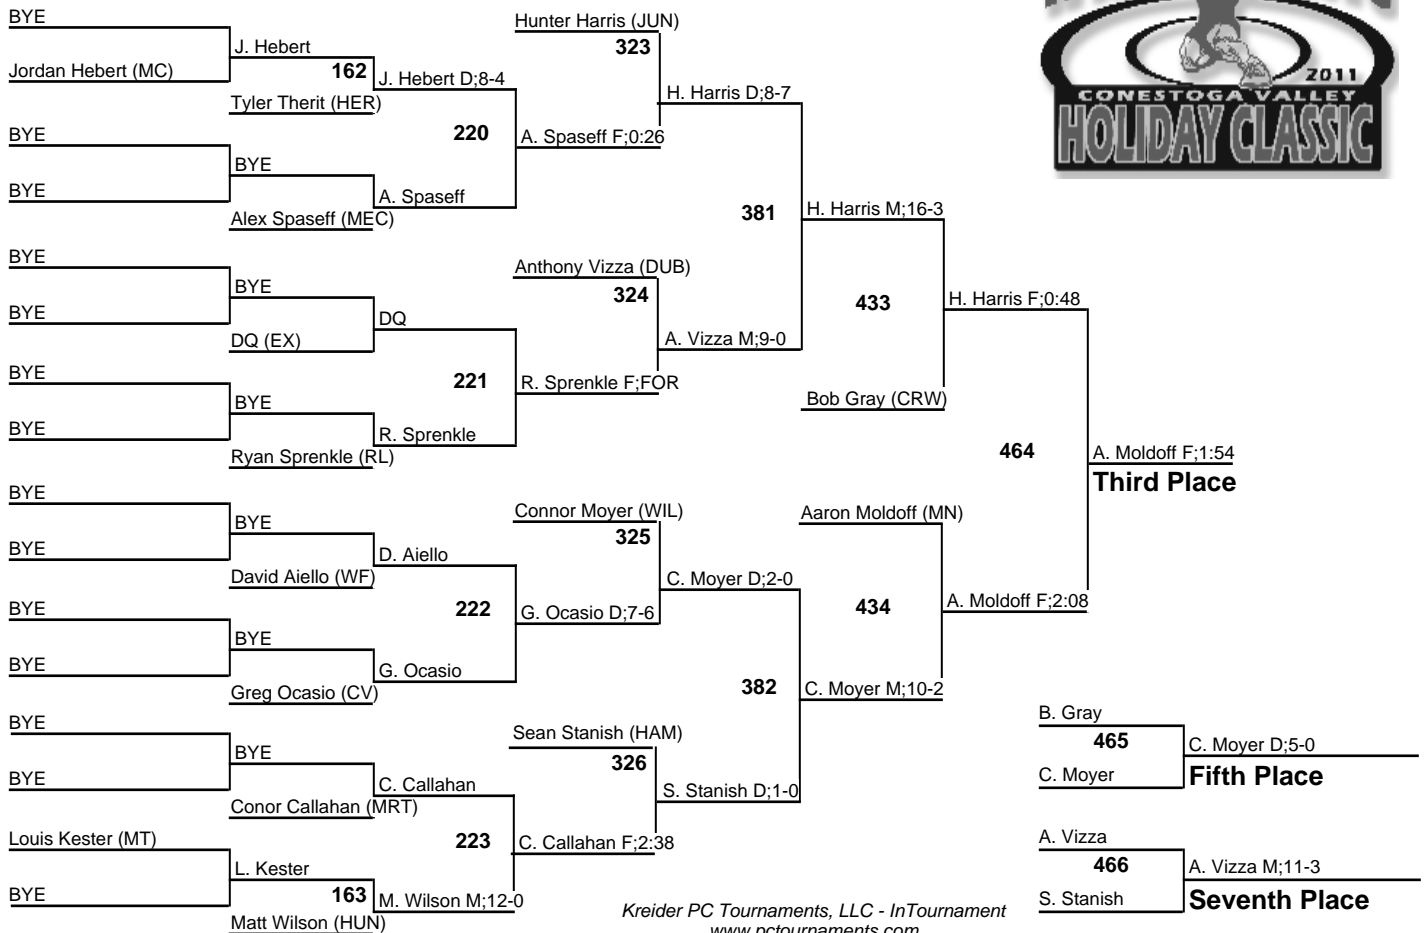 BYE
Jordan Hebert (MC)
BYE
BYE
BYE
BYE
BYE
BYE
BYE
BYE
BYE
BYE
BYE
BYE
Louis Kester (MT)
BYE
J. Hebert
162
Tyler Therit (HER)
BYE
Alex Spaseff (MEC)
BYE
DQ (EX)
BYE
Ryan Sprenkle (RL)
BYE
David Aiello (WF)
BYE
Greg Ocasio (CV)
BYE
Conor Callahan (MRT)
L. Kester
163
Matt Wilson (HUN)
J. Hebert D;8-4
220
A. Spaseff
DQ
221
R. Sprenkle
D. Aiello
222
G. Ocasio
C. Callahan
223
M. Wilson M;12-0
Hunter Harris (JUN)
323
A. Spaseff F;0:26
Anthony Vizza (DUB)
324
R. Sprenkle F;FOR
Connor Moyer (WIL)
325
G. Ocasio D;7-6
Sean Stanish (HAM)
326
C. Callahan F;2:38
H. Harris D;8-7
381
A. Vizza M;9-0
C. Moyer D;2-0
382
S. Stanish D;1-0
H. Harris M;16-3
433
Bob Gray (CRW)
Aaron Moldoff (MN)
434
C. Moyer M;10-2
H. Harris F;0:48
464
A. Moldoff F;2:08
A. Moldoff F;1:54
Third Place
B. Gray
465
C. Moyer
C. Moyer D;5-0
Fifth Place
A. Vizza
466
S. Stanish
A. Vizza M;11-3
Seventh Place
2011
CONESTOGA VALLEY
HOLIDAY CLASSIC
Kreider PC Tournaments, LLC - InTournament
www.pctournaments.com